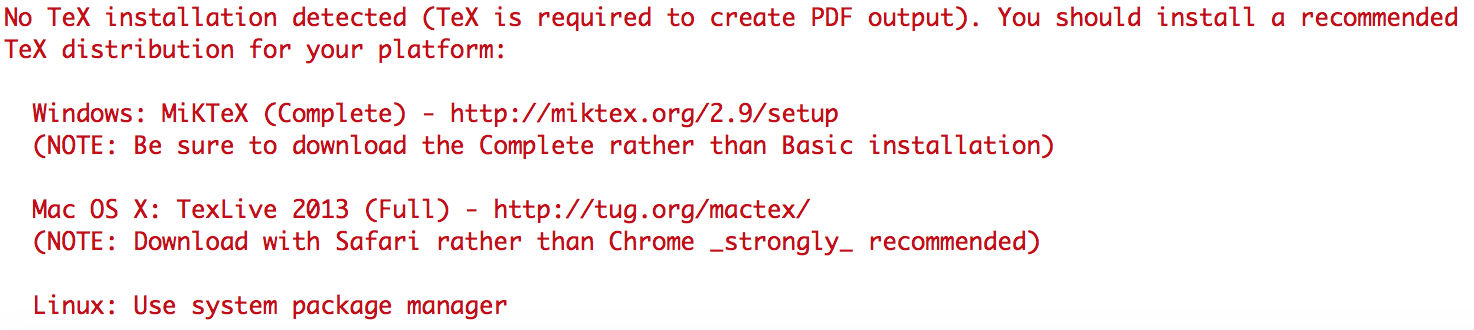 No TeX installation detected (TeX is required to create PDF output). You should install a recommended
TeX distribution for your platform:
Windows: MiKTeX (Complete) - http://miktex.org/2.9/setup
(NOTE: Be sure to download the Complete rather than Basic installation)
Mac OS X: TexLive 2013 (Full) - http://tug.org/mactex/
(NOTE: Download with Safari rather than Chrome _strongly_ recommended)
Linux: Use system package manager